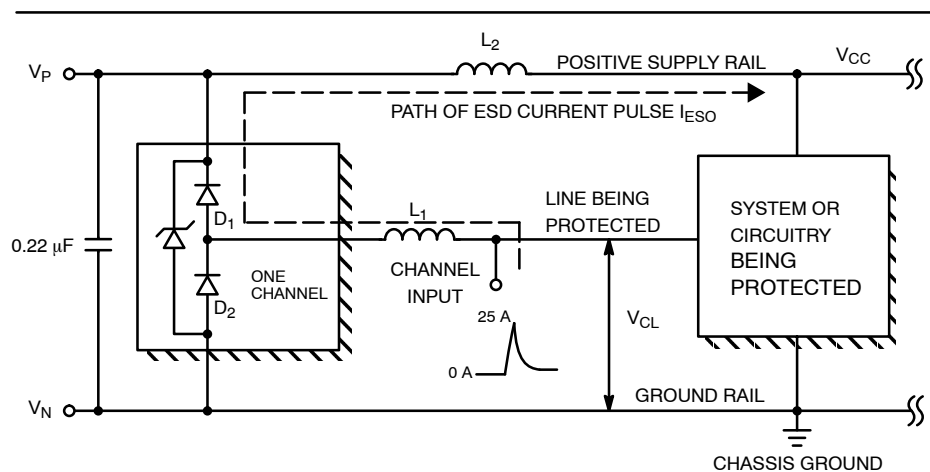 L2
VP
POSITIVE SUPPLY RAIL
VCC
PATH OF ESD CURRENT PULSE IESO
D1
L1
LINE BEING
PROTECTED
SYSTEM OR
CIRCUITRY
BEING
PROTECTED
0.22 μF
ONE
CHANNEL
CHANNEL
INPUT
D2
25 A
VCL
0 A
VN
GROUND RAIL
CHASSIS GROUND